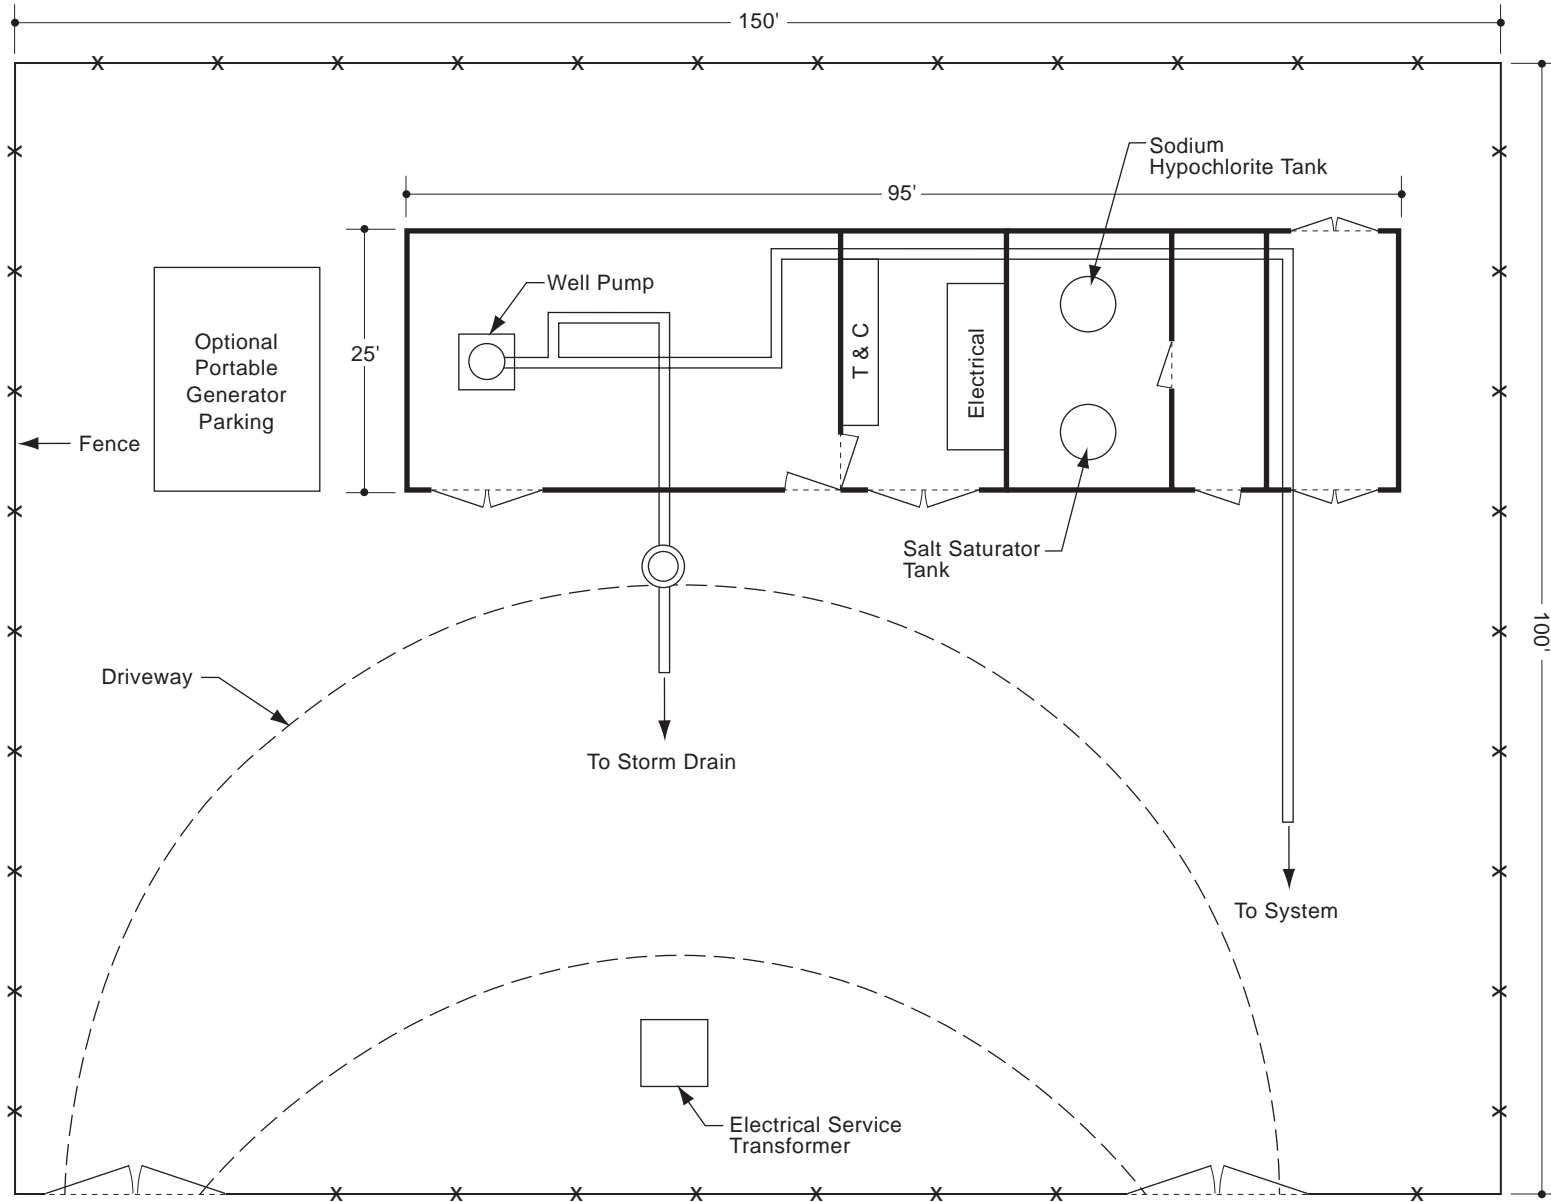 150'
Sodium
Hypochlorite Tank
95'
Well Pump
Optional
Portable
Generator
Parking
25'
T & C
Electrical
Fence
Salt Saturator
Tank
100'
Driveway
To Storm Drain
To System
Electrical Service
Transformer